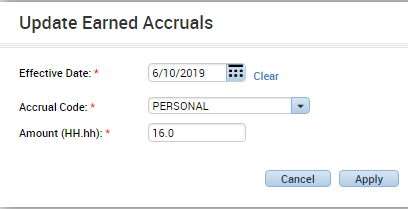 Update Earned Accruals
Effective Date: * 6/10/2019 Clear
Accrual Code: * PERSONAL
Amount (HH.hh): * 16.0
Cancel Apply